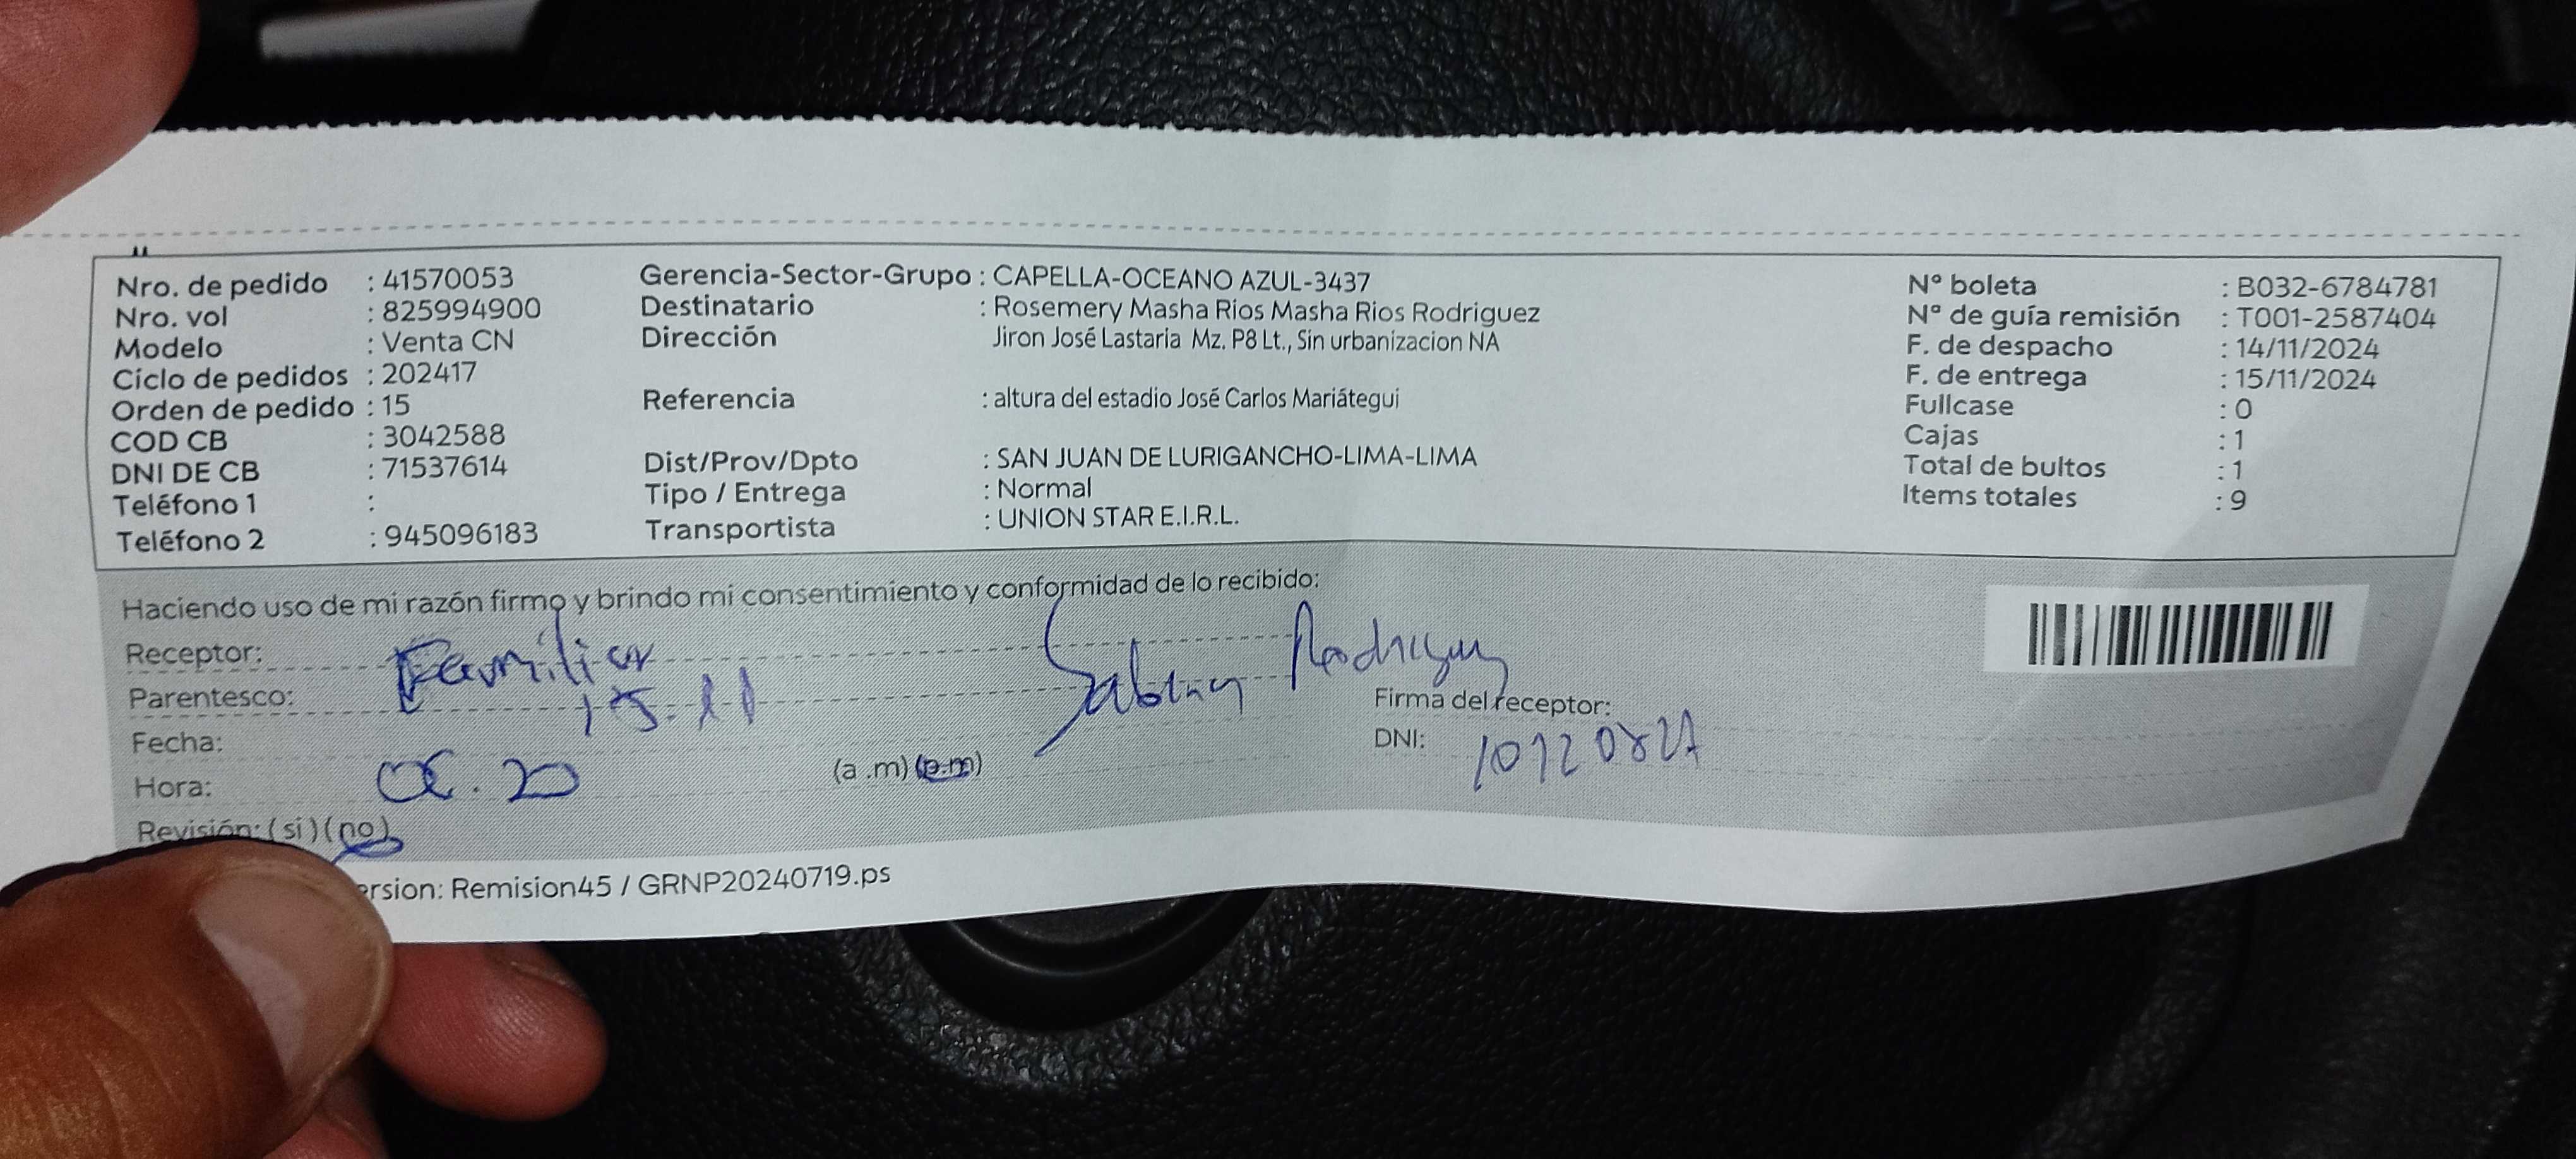 Nro. de pedido : 41570053
Nro. vol : 825994900
Modelo : Venta CN
Ciclo de pedidos : 202417
Orden de pedido : 15
COD CB : 3042588
DNI DE CB : 71537614
Teléfono 1 :
Teléfono 2 : 945096183
Gerencia-Sector-Grupo : CAPELLA-OCEANO AZUL-3437
Destinatario : Rosemery Masha Rios Masha Rios Rodriguez
Dirección Jiron José Lastaria Mz. P8 Lt., Sin urbanizacion NA
Referencia : altura del estadio José Carlos Mariátegui
Dist/Prov/Dpto : SAN JUAN DE LURIGANCHO-LIMA-LIMA
Tipo / Entrega : Normal
Transportista : UNION STAR E.I.R.L.
Nº boleta : B032-6784781
Nº de guía remisión : T001-2587404
F. de despacho : 14/11/2024
F. de entrega : 15/11/2024
Fullcase : 0
Cajas : 1
Total de bultos : 1
Items totales : 9
Haciendo uso de mi razón firmo y brindo mi consentimiento y conformidad de lo recibido:
Receptor: Familiar
Parentesco: 15.11
Fecha:
Hora: 20 (a .m) (p.m)
Revisión: ( si ) ( no )
Firma del receptor:
DNI:
ersion: Remision45 / GRNP20240719.ps